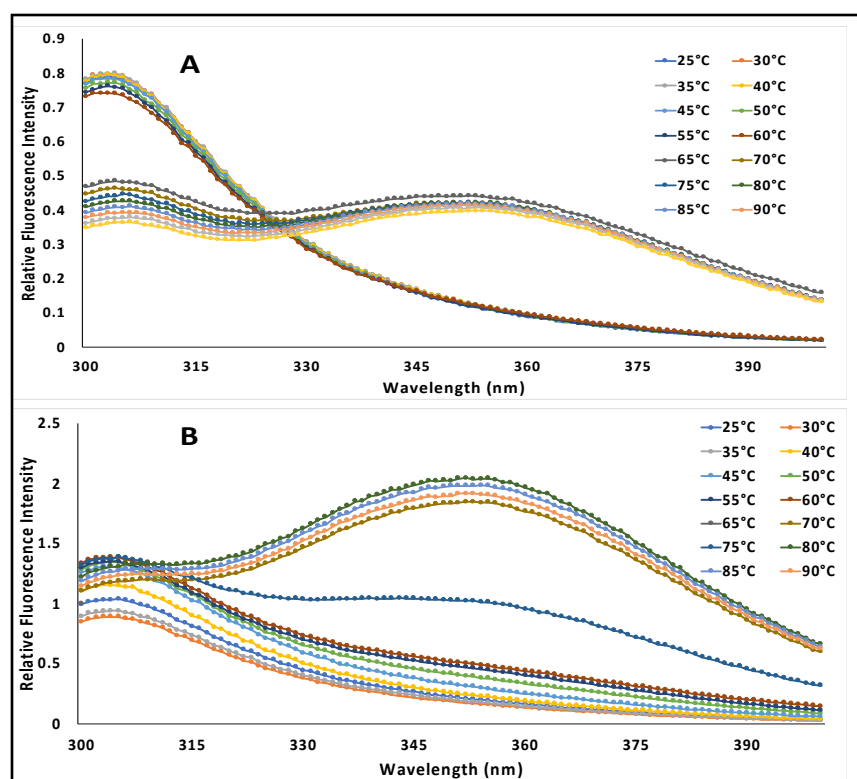 A
0.9
0.8
0.7
0.6
0.5
0.4
0.3
0.2
0.1
0
Relative Fluorescence Intensity
25°C 30°C
35°C 40°C
45°C 50°C
55°C 60°C
65°C 70°C
75°C 80°C
85°C 90°C
300 315 330 345 360 375 390
Wavelength (nm)
B
2.5
2
1.5
1
0.5
0
Relative Fluorescence Intensity
25°C 30°C
35°C 40°C
45°C 50°C
55°C 60°C
65°C 70°C
75°C 80°C
85°C 90°C
300 315 330 345 360 375 390
Wavelength (nm)